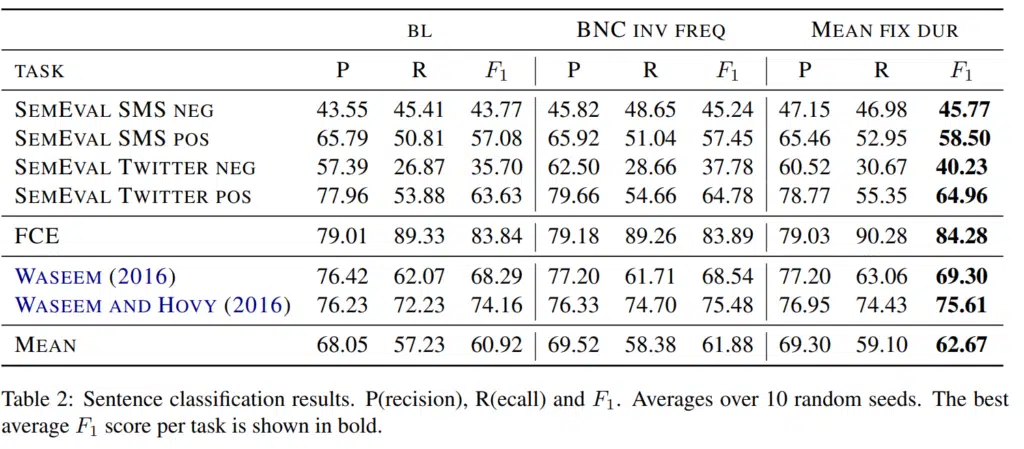 BL BNC INV FREQ MEAN FIX DUR
TASK P R F1 P R F1 P R F1
SEMEVAL SMS NEG 43.55 45.41 43.77 45.82 48.65 45.24 47.15 46.98 45.77
SEMEVAL SMS POS 65.79 50.81 57.08 65.92 51.04 57.45 65.46 52.95 58.50
SEMEVAL TWITTER NEG 57.39 26.87 35.70 62.50 28.66 37.78 60.52 30.67 40.23
SEMEVAL TWITTER POS 77.96 53.88 63.63 79.66 54.66 64.78 78.77 55.35 64.96
FCE 79.01 89.33 83.84 79.18 89.26 83.89 79.03 90.28 84.28
WASEEM (2016) 76.42 62.07 68.29 77.20 61.71 68.54 77.20 63.06 69.30
WASEEM AND HOVY (2016) 76.23 72.23 74.16 76.33 74.70 75.48 76.95 74.43 75.61
MEAN 68.05 57.23 60.92 69.52 58.38 61.88 69.30 59.10 62.67
Table 2: Sentence classification results. P(recision), R(ecall) and F1. Averages over 10 random seeds. The best
average F1 score per task is shown in bold.